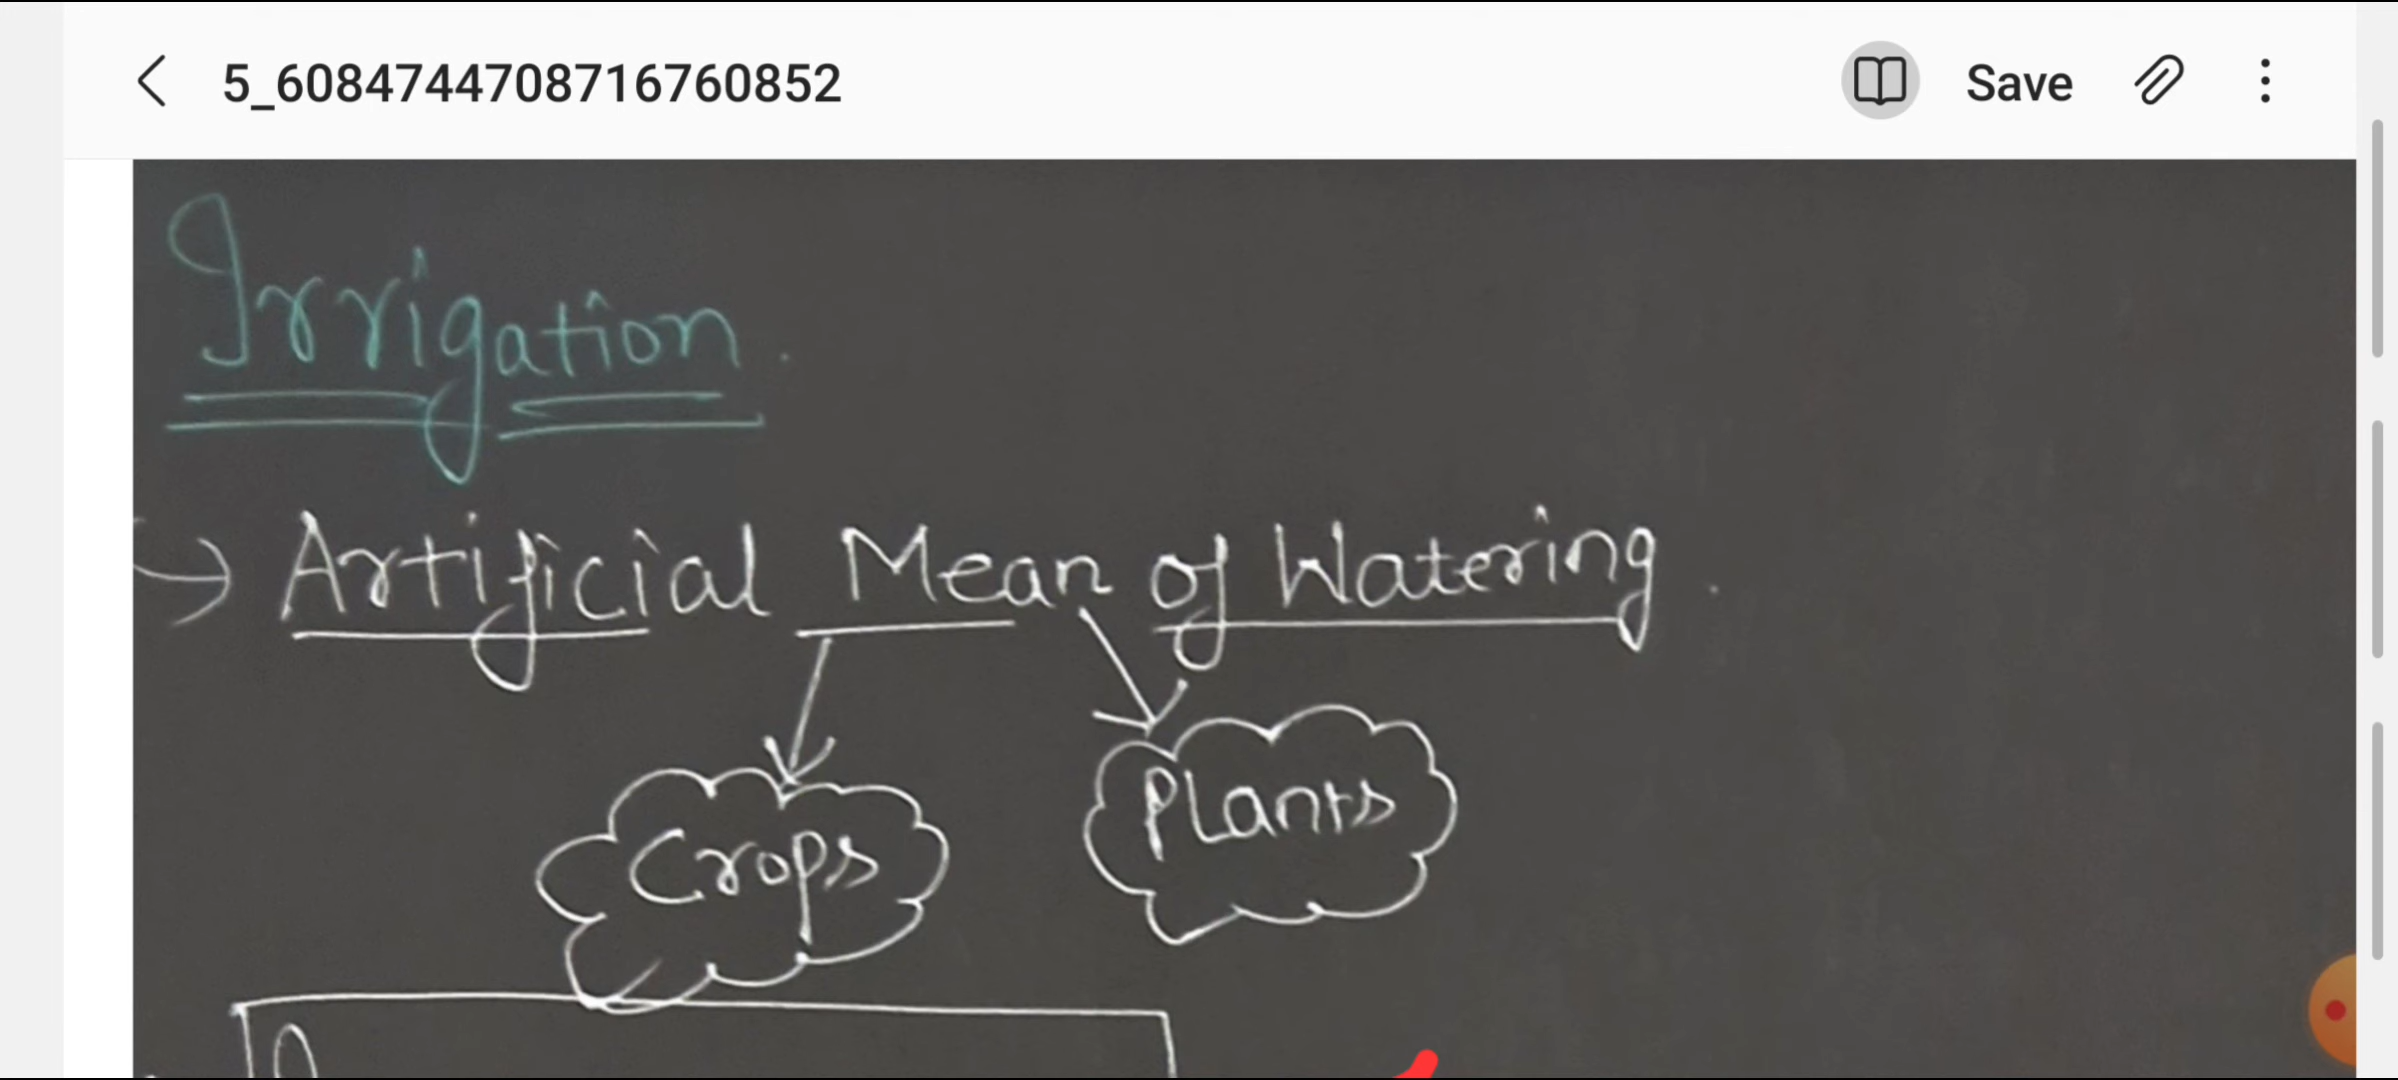 5_6084744708716760852
Save
Irrigation.
→ Artificial Mean of Watering.
Crops
Plants